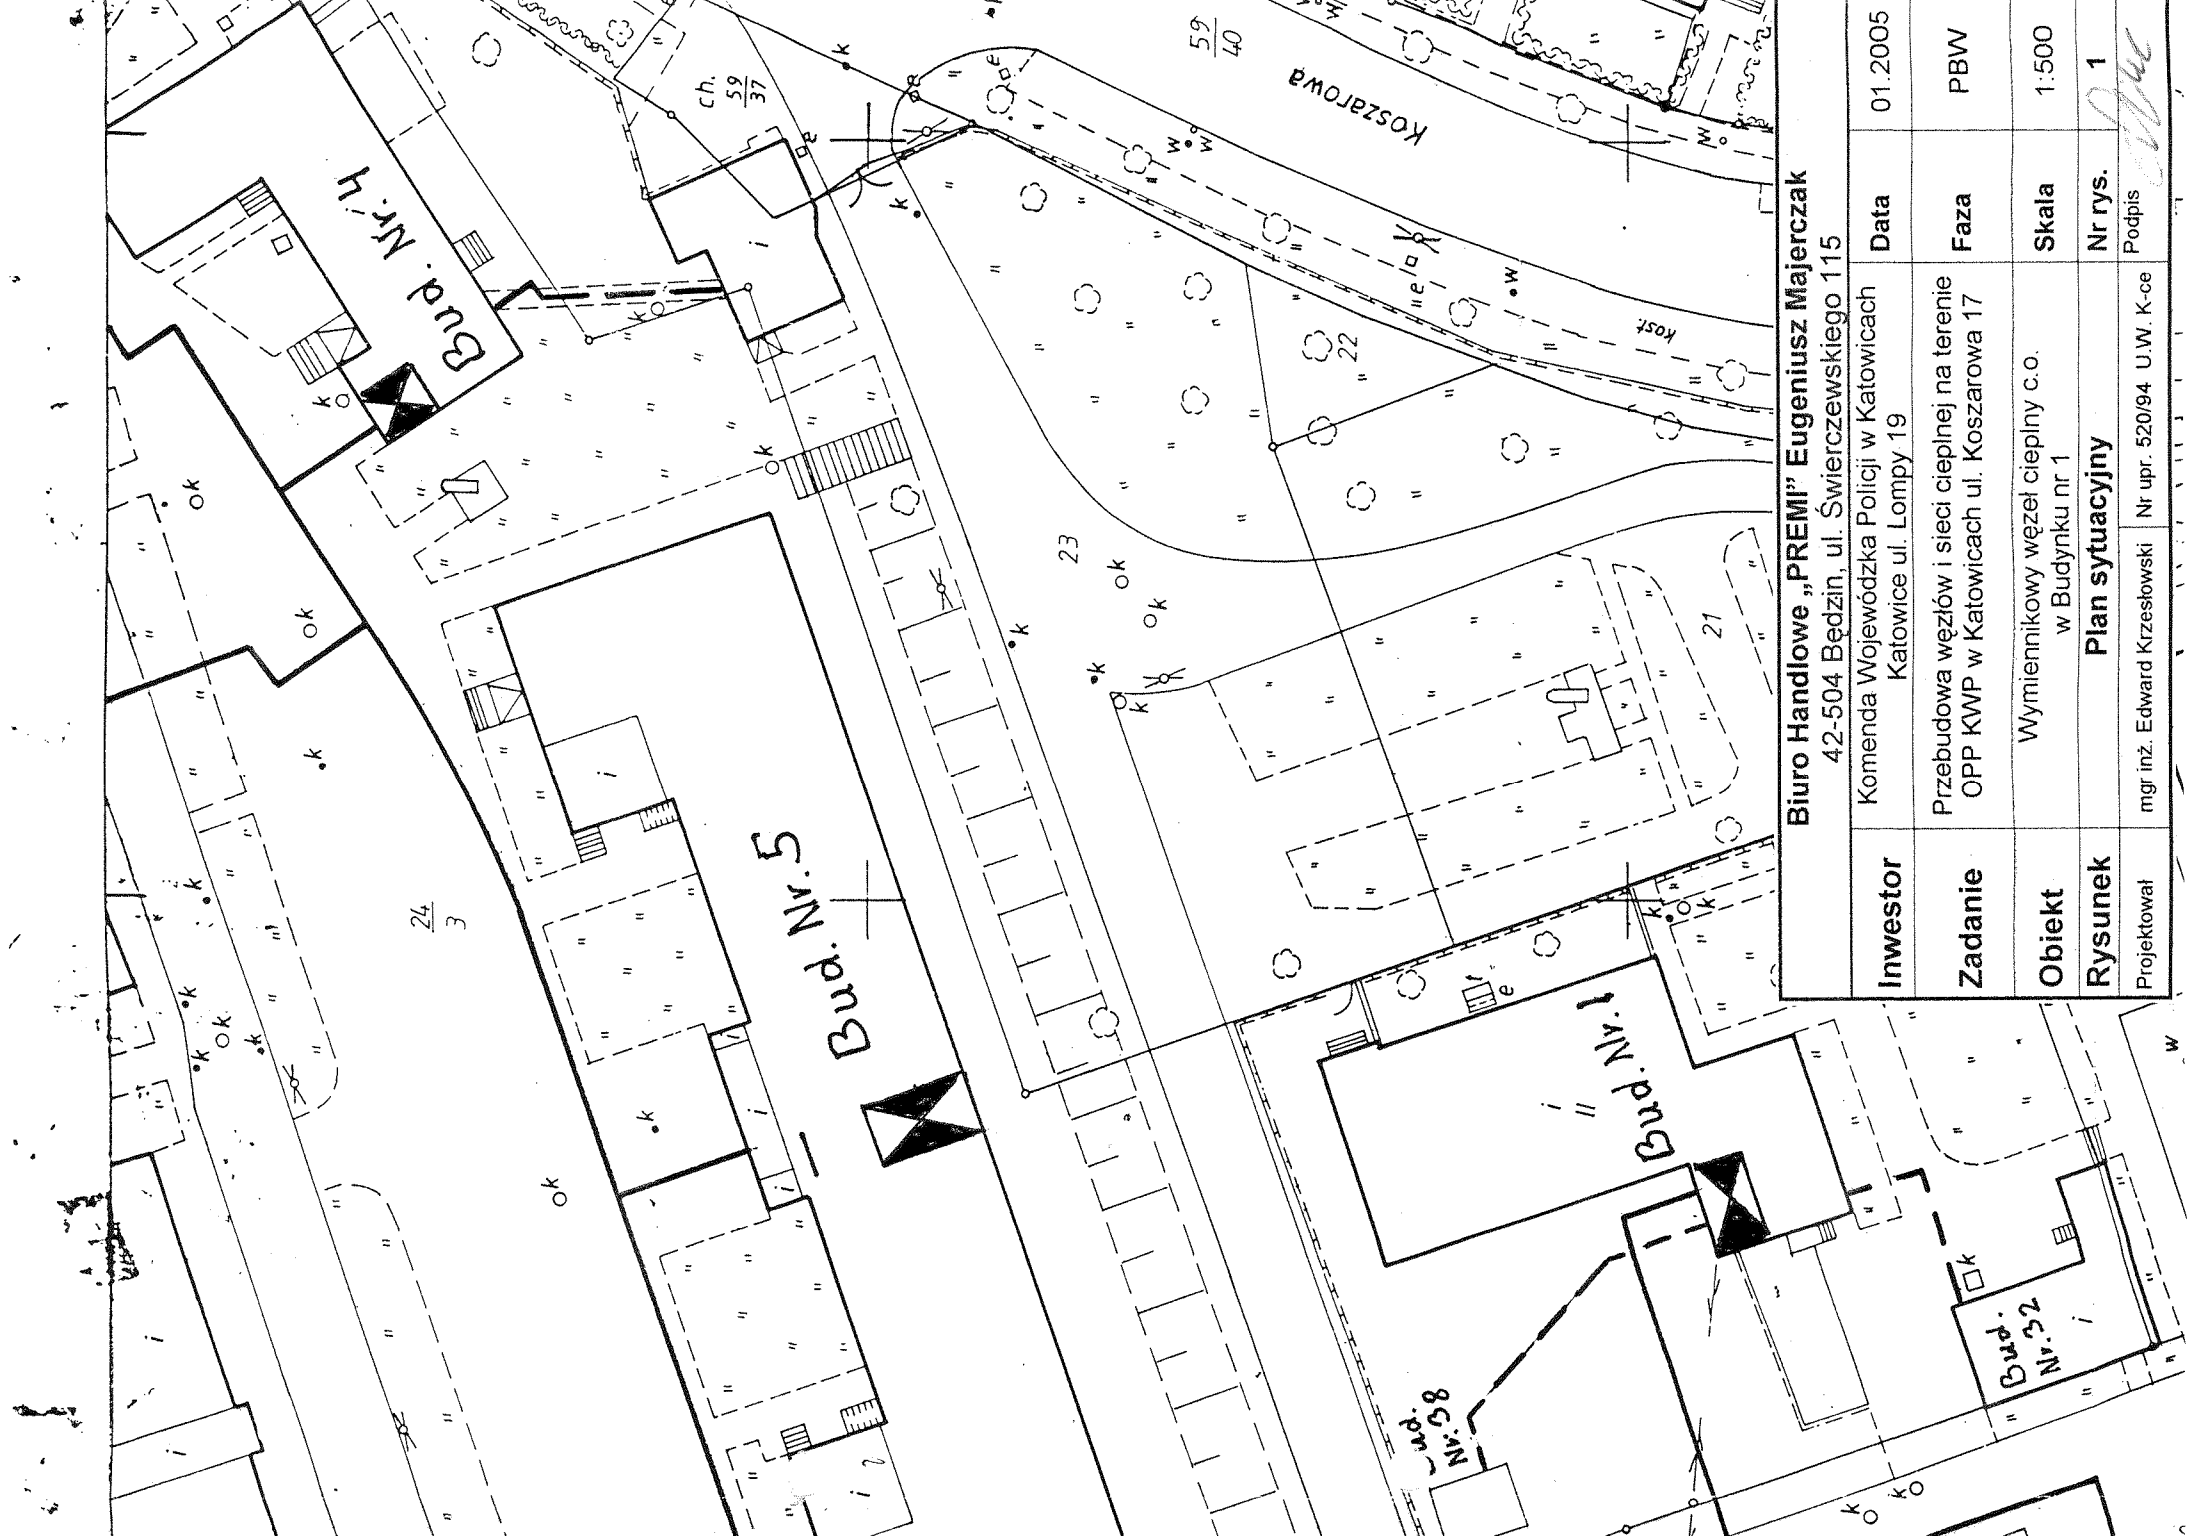 Bud. Nr.4
Bud. Nr.5
Bud. Nr.1
Bud.
Nr.32
ud.
Nr.38
Koszarowa
kost.
ch.
59
37
59
40
22
23
21
24
3
Biuro Handlowe „PREMI” Eugeniusz Majerczak
42-504 Będzin, ul. Świerczewskiego 115
Inwestor
Komenda Wojewódzka Policji w Katowicach
Katowice ul. Lompy 19
Data
01.2005
Zadanie
Przebudowa węzłów i sieci cieplnej na terenie
OPP KWP w Katowicach ul. Koszarowa 17
Faza
PBW
Obiekt
Wymiennikowy węzeł cieplny c.o.
w Budynku nr 1
Skala
1:500
Rysunek
Plan sytuacyjny
Nr rys.
1
Projektował
mgr inż. Edward Krzesłowski
Nr upr. 520/94 U.W. K-ce
Podpis